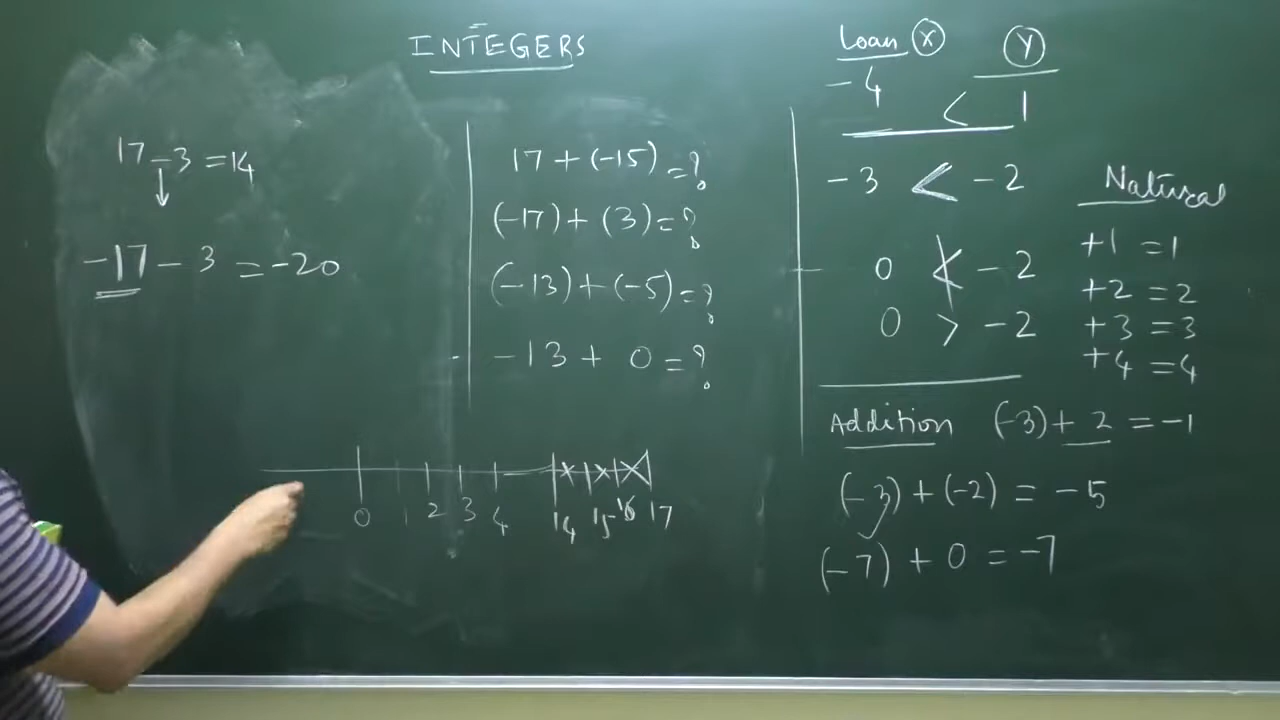 INTEGERS
17 - 3 = 14
-17 - 3 = -20
17 + (-15) = ?
(-17) + (3) = ?
(-13) + (-5) = ?
-13 + 0 = ?
0 1 2 3 4 14 15 16 17
Loan X Y
-4 < 1
-3 < -2
0 < -2
0 > -2
Natural
+1 = 1
+2 = 2
+3 = 3
+4 = 4
Addition (-3) + 2 = -1
(-3) + (-2) = -5
(-7) + 0 = -7